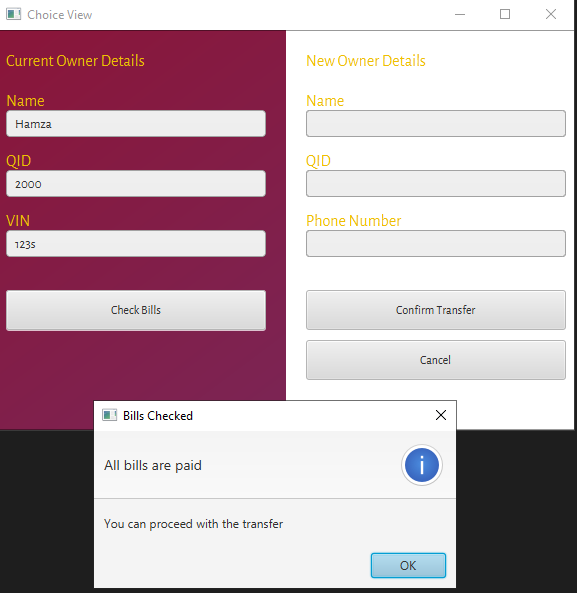 Choice View
Current Owner Details
Name
Hamza
QID
2000
VIN
123s
Check Bills
New Owner Details
Name
QID
Phone Number
Confirm Transfer
Cancel
Bills Checked
All bills are paid
i
You can proceed with the transfer
OK